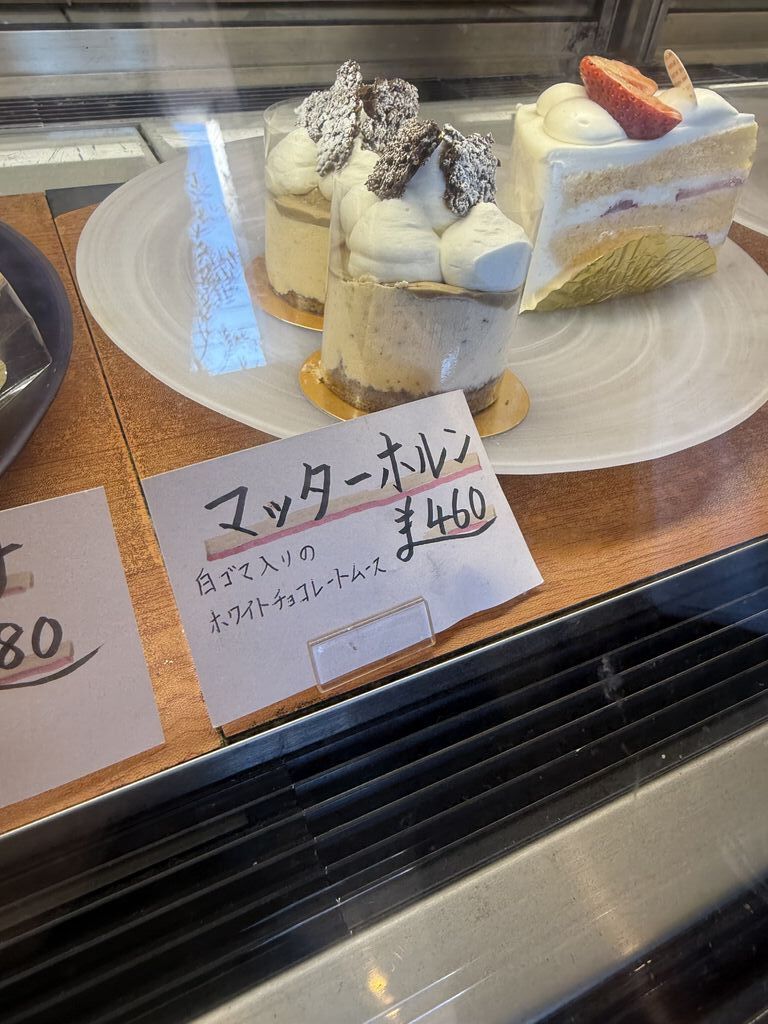 マッターホルン
¥460
白ゴマ入りの
ホワイトチョコレートムース
80